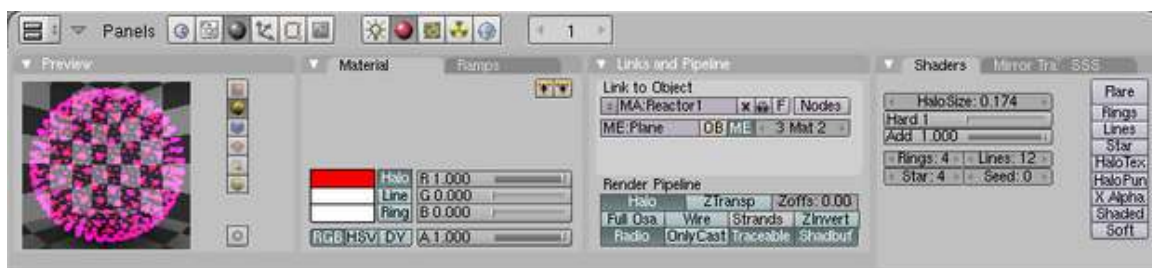 Panels 1
Preview
Material Ramps
Links and Pipeline
Shaders Mirror Tra SSS
Link to Object
MA:Reactor1 F Nodes
ME:Plane OB ME 3 Mat 2
Render Pipeline
Halo ZTransp Zoffs: 0.00
Full Osa Wire Strands ZInvert
Radio OnlyCast Traceable Shadbuf
Halo R 1.000
Line G 0.000
Ring B 0.000
RGB HSV DV A 1.000
HaloSize: 0.174
Hard 1
Add 1.000
Rings: 4 Lines: 12
Star: 4 Seed: 0
Flare
Rings
Lines
Star
HaloTex
HaloPun
X Alpha
Shaded
Soft